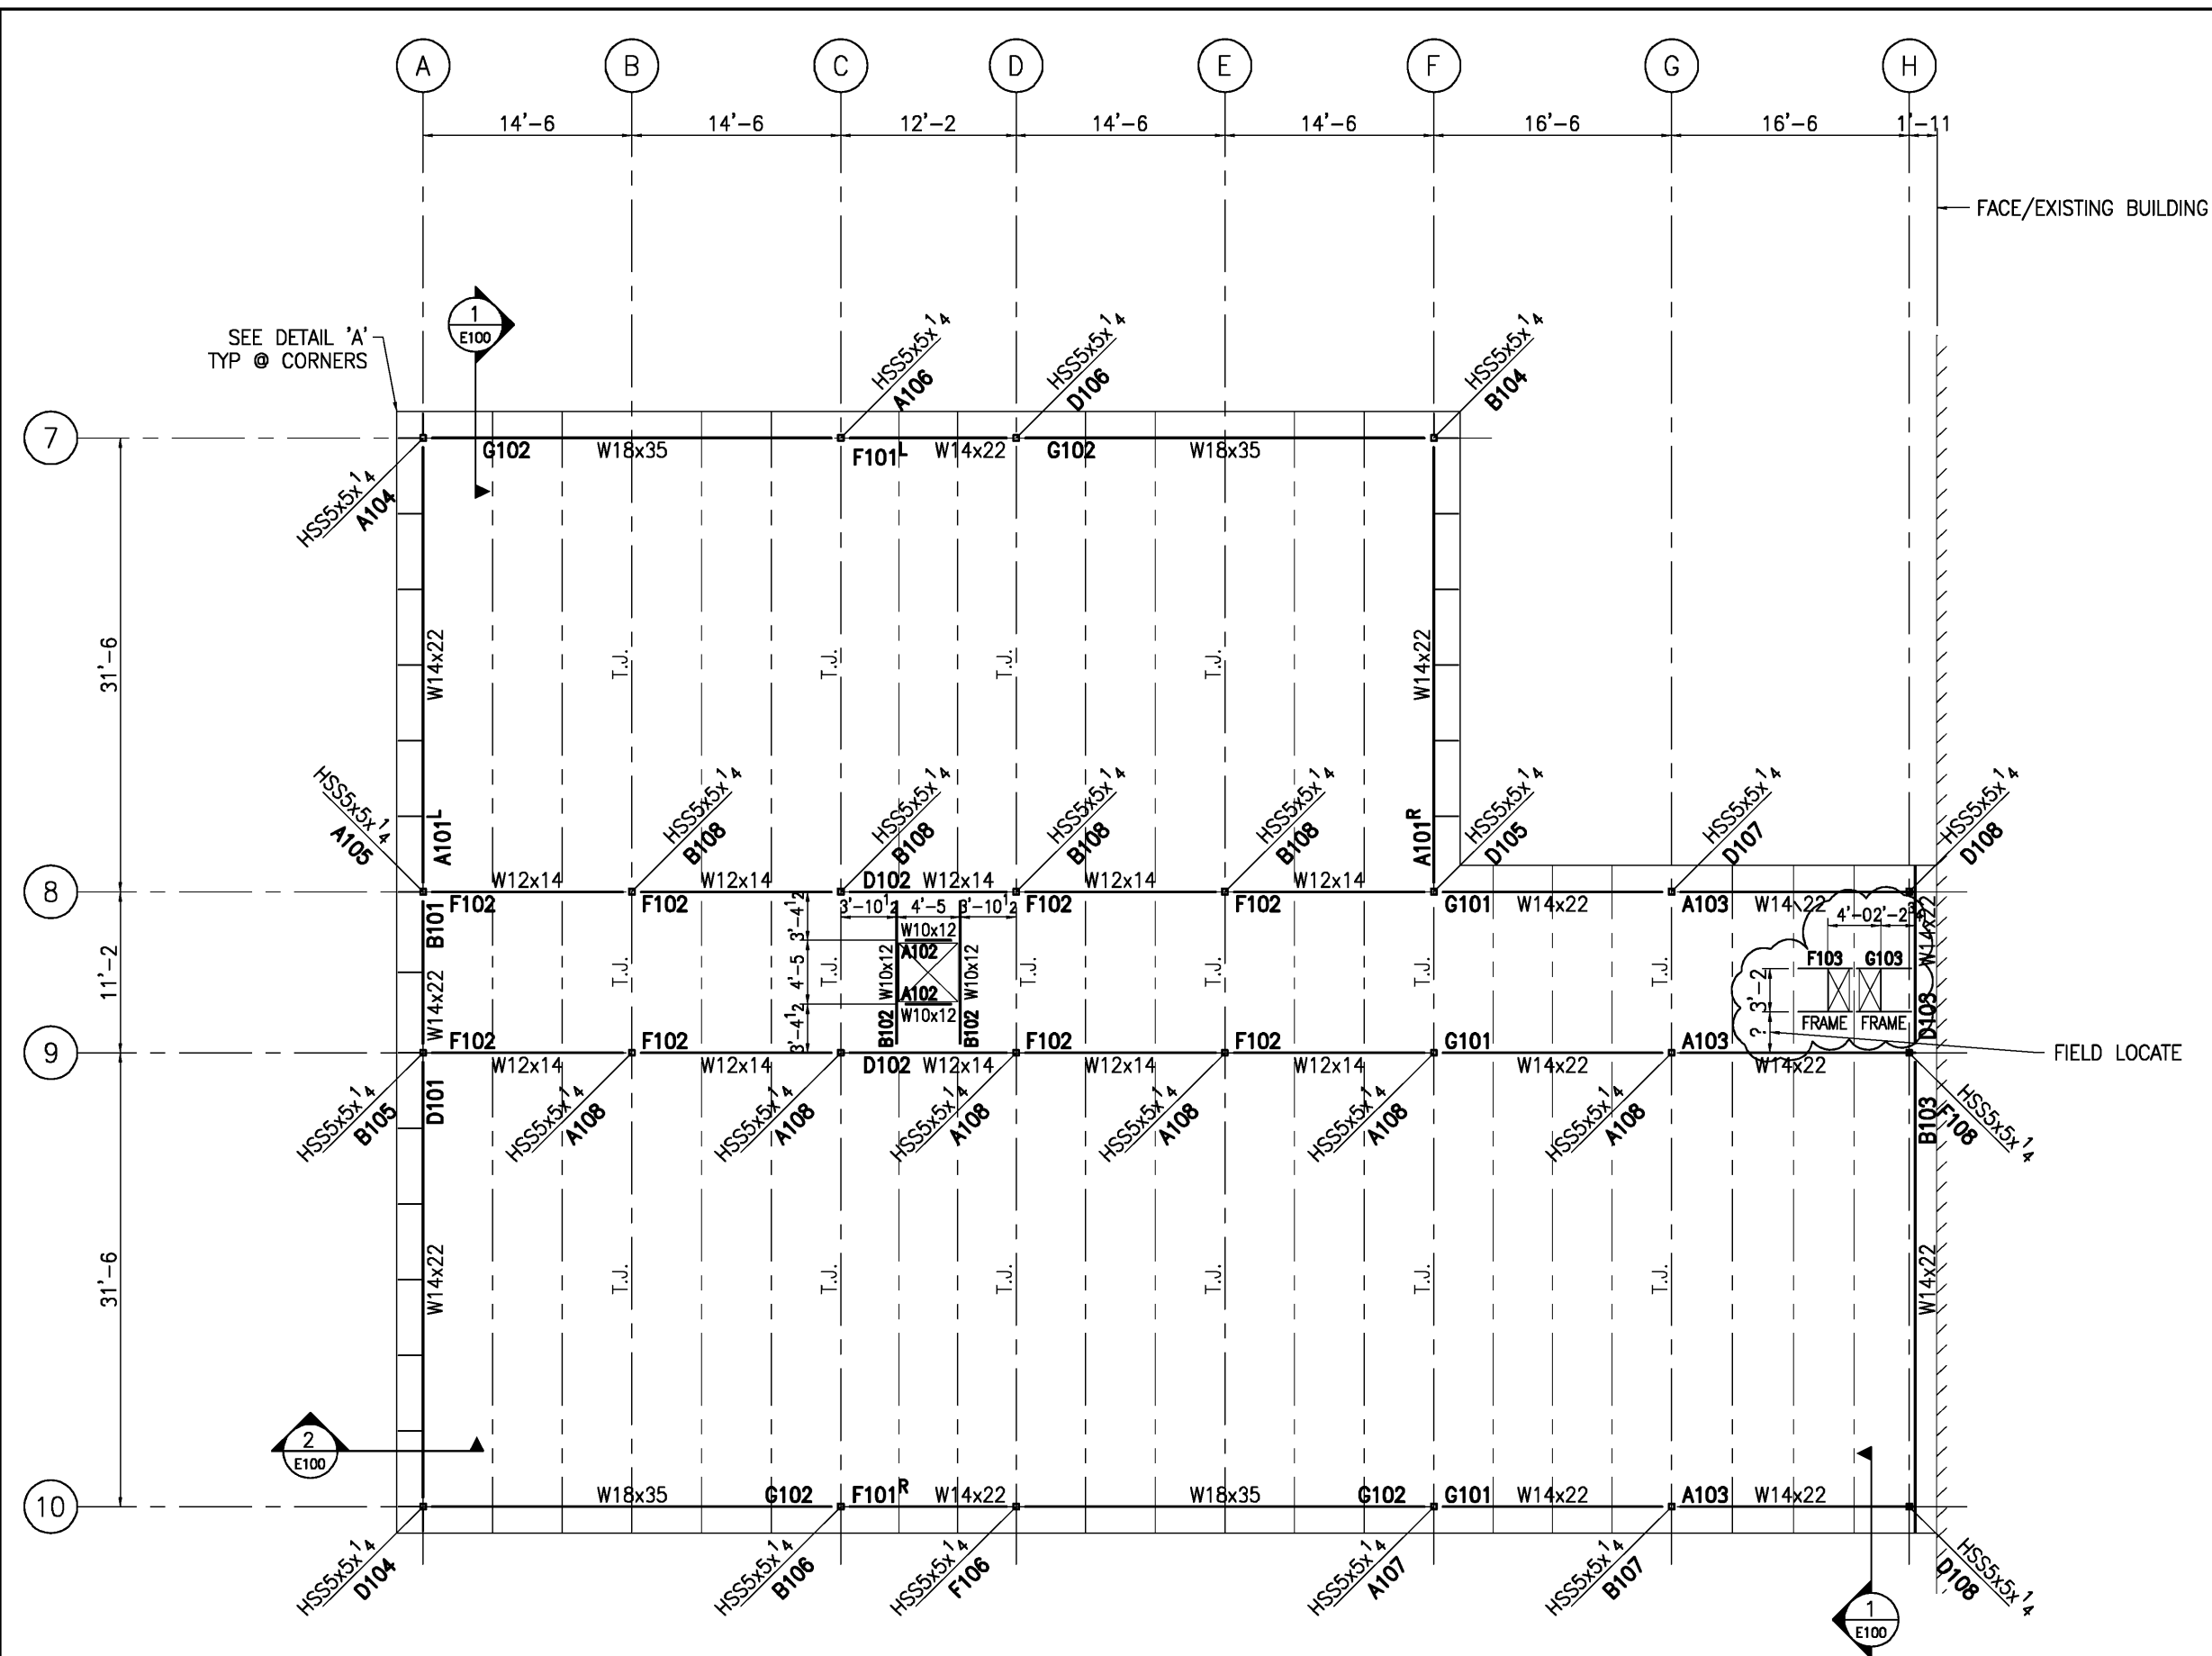 A B C D E F G H
14'-6 14'-6 12'-2 14'-6 14'-6 16'-6 16'-6 1'-11
FACE/EXISTING BUILDING
1
E100
SEE DETAIL 'A'
TYP @ CORNERS
HSS5x5x1/4 A106
HSS5x5x1/4 D106
HSS5x5x1/4 B104
7
G102 W18x35 F101L W14x22 G102 W18x35
HSS5x5x1/4 A104
31'-6
W14x22
T.J. T.J. T.J. T.J.
W14x22
HSS5x5x1/4 A105
A101L
HSS5x5x1/4 B108
HSS5x5x1/4 B108
HSS5x5x1/4 B108
HSS5x5x1/4 B108
A101R
HSS5x5x1/4 D105
HSS5x5x1/4 D107
HSS5x5x1/4 D108
8
W12x14 W12x14 D102 W12x14 W12x14 W12x14
F102 F102 F102 F102 G101 W14x22 A103 W14x22
3'-10 1/2 4'-5 3'-10 1/2
4'-0 2'-2
B101
11'-2
W14x22
T.J. T.J. T.J. T.J. T.J.
3'-4 1/2
4'-5
3'-4 1/2
W10x12
A102
W10x12 W10x12
A102
W10x12
B102 B102
F103 G103
3'-2
?
FRAME FRAME
W14x22
D103
FIELD LOCATE
9
F102 F102 F102 F102 G101 A103
W12x14 W12x14 D102 W12x14 W12x14 W12x14 W14x22 W14x22
HSS5x5x1/4 B105
D101
HSS5x5x1/4 A108
HSS5x5x1/4 A108
HSS5x5x1/4 A108
HSS5x5x1/4 A108
HSS5x5x1/4 A108
HSS5x5x1/4 A108
B103
HSS5x5x1/4 F108
31'-6
W14x22
T.J. T.J. T.J. T.J. T.J. T.J.
W14x22
2
E100
10
W18x35 G102 F101R W14x22 W18x35 G102 G101 W14x22 A103 W14x22
HSS5x5x1/4 D104
HSS5x5x1/4 B106
HSS5x5x1/4 F106
HSS5x5x1/4 A107
HSS5x5x1/4 B107
HSS5x5x1/4 D108
1
E100